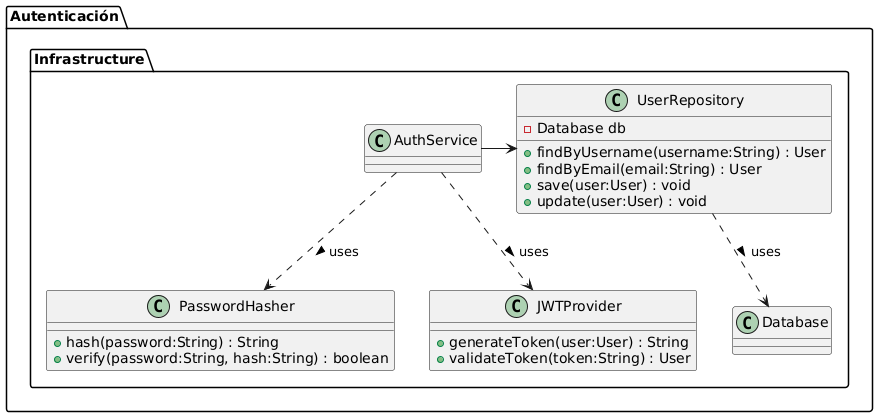 Autenticación
Infrastructure
C UserRepository
Database db
findByUsername(username:String) : User
findByEmail(email:String) : User
save(user:User) : void
update(user:User) : void
C AuthService
uses
uses
uses
C PasswordHasher
hash(password:String) : String
verify(password:String, hash:String) : boolean
C JWTProvider
generateToken(user:User) : String
validateToken(token:String) : User
C Database